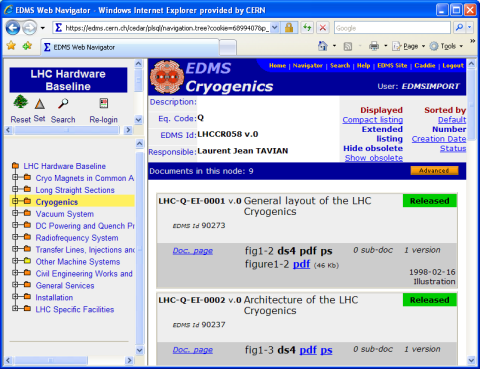 EDMS Web Navigator - Windows Internet Explorer provided by CERN
https://edms.cern.ch/cedar/plsql/navigation.tree?cookie=68994076p_
Google
EDMS Web Navigator
Page
Tools
LHC Hardware
Baseline
Reset Set Search Re-login
LHC Hardware Baseline
Cryo Magnets in Common A
Long Straight Sections
Cryogenics
Vacuum System
DC Powering and Quench Pr
Radiofrequency System
Transfer Lines, Injections and
Other Machine Systems
Civil Engineering Works and
General Services
Installation
LHC Specific Facilities
EDMS
Cryogenics
Home | Navigator | Search | Help | EDMS Site | Caddie | Logout
User: EDMSIMPORT
Description:
Eq. Code: Q
EDMS Id: LHCCR058 v.0
Responsible: Laurent Jean TAVIAN
Displayed
Compact listing
Extended
listing
Hide obsolete
Show obsolete
Sorted by
Default
Number
Creation Date
Status
Documents in this node: 9
Advanced
LHC-Q-EI-0001 v.0 General layout of the LHC
Cryogenics
Released
EDMS Id 90273
Doc. page fig1-2 ds4 pdf ps 0 sub-doc 1 version
figure1-2 pdf (46 Kb)
1998-02-16
Illustration
LHC-Q-EI-0002 v.0 Architecture of the LHC
Cryogenics
Released
EDMS Id 90237
Doc. page fig1-3 ds4 pdf ps 0 sub-doc 1 version